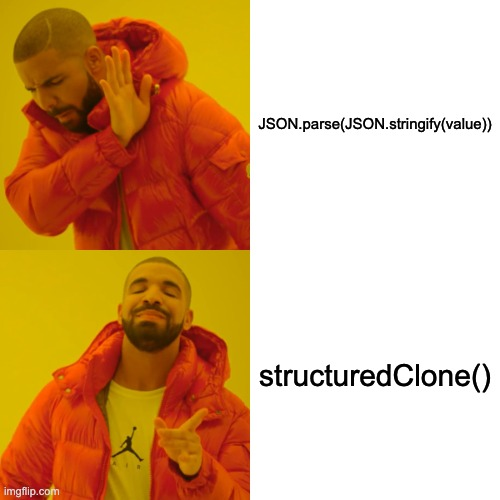 JSON.parse(JSON.stringify(value))
structuredClone()
imgflip.com